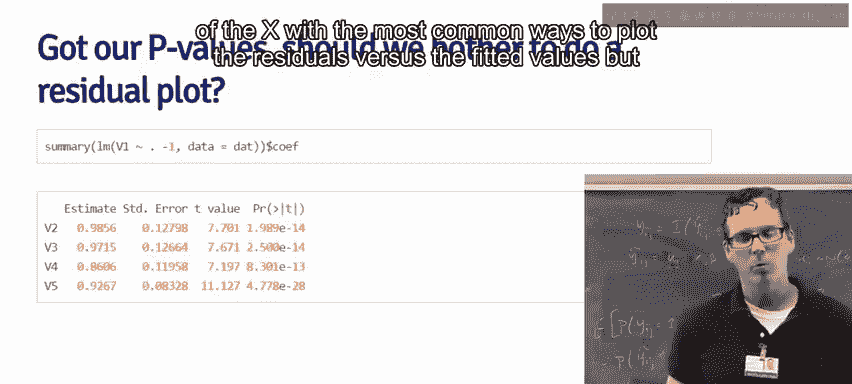 of the X with the most common ways to plot
the residuals versus the fitted values but
Got our P-values, should we bother to do a
residual plot?
summary(lm(V1 ~ . -1, data = dat))$coef
Estimate Std. Error t value Pr(>|t|)
V2 0.9856 0.12798 7.701 1.989e-14
V3 0.9715 0.12664 7.671 2.500e-14
V4 0.8606 0.11958 7.197 8.301e-13
V5 0.9267 0.08328 11.127 4.778e-28